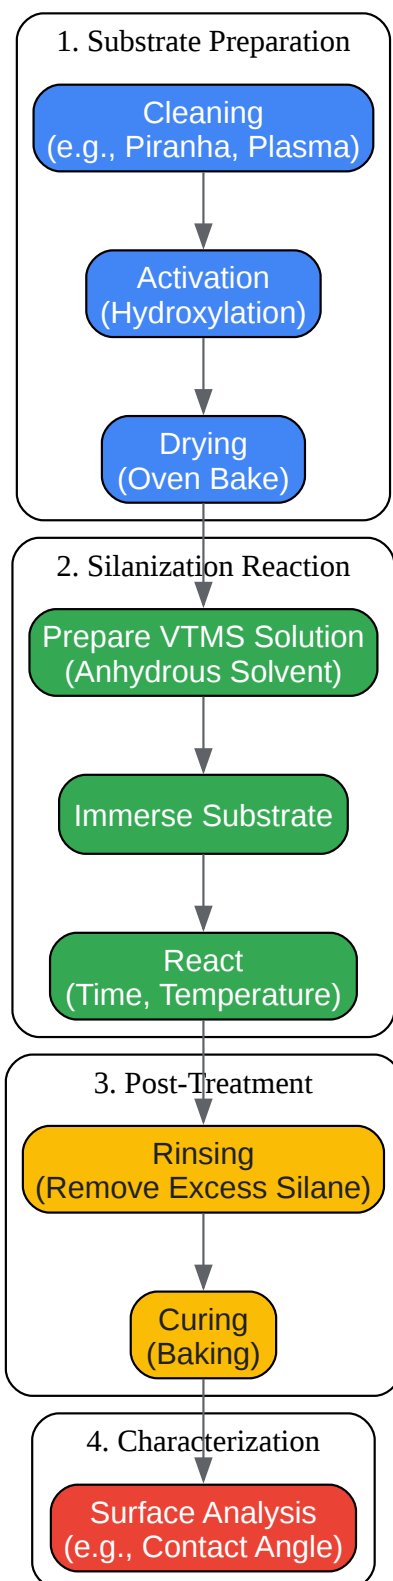 1. Substrate Preparation
Cleaning
(e.g., Piranha, Plasma)
Activation
(Hydroxylation)
Drying
(Oven Bake)
2. Silanization Reaction
Prepare VTMS Solution
(Anhydrous Solvent)
Immerse Substrate
React
(Time, Temperature)
3. Post-Treatment
Rinsing
(Remove Excess Silane)
Curing
(Baking)
4. Characterization
Surface Analysis
(e.g., Contact Angle)